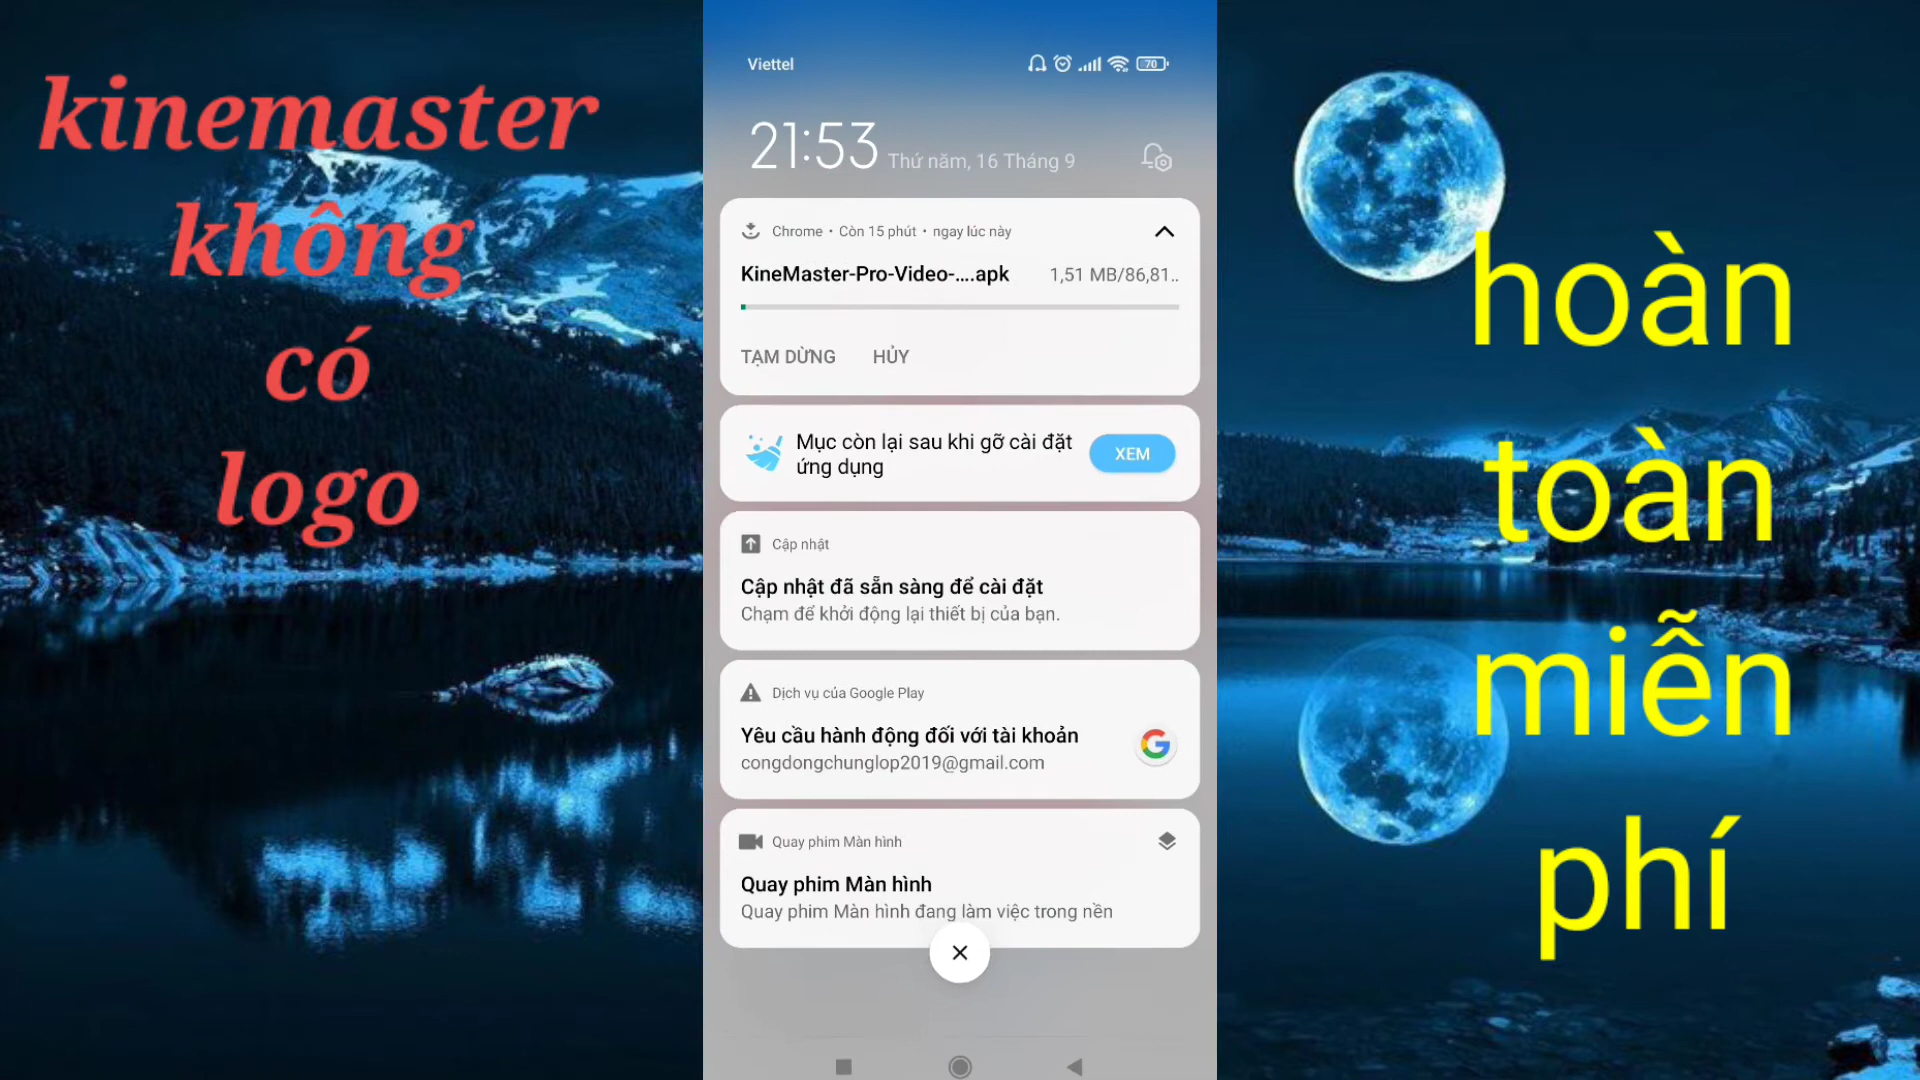 kinemaster
không
có
logo
Viettel
70
21:53 Thứ năm, 16 Tháng 9
Chrome • Còn 15 phút • ngay lúc này
KineMaster-Pro-Video-....apk 1,51 MB/86,81..
TẠM DỪNG HỦY
Mục còn lại sau khi gỡ cài đặt
ứng dụng
XEM
Cập nhật
Cập nhật đã sẵn sàng để cài đặt
Chạm để khởi động lại thiết bị của bạn.
Dịch vụ của Google Play
Yêu cầu hành động đối với tài khoản
congdongchunglop2019@gmail.com
Quay phim Màn hình
Quay phim Màn hình
Quay phim Màn hình đang làm việc trong nền
hoàn
toàn
miễn
phí